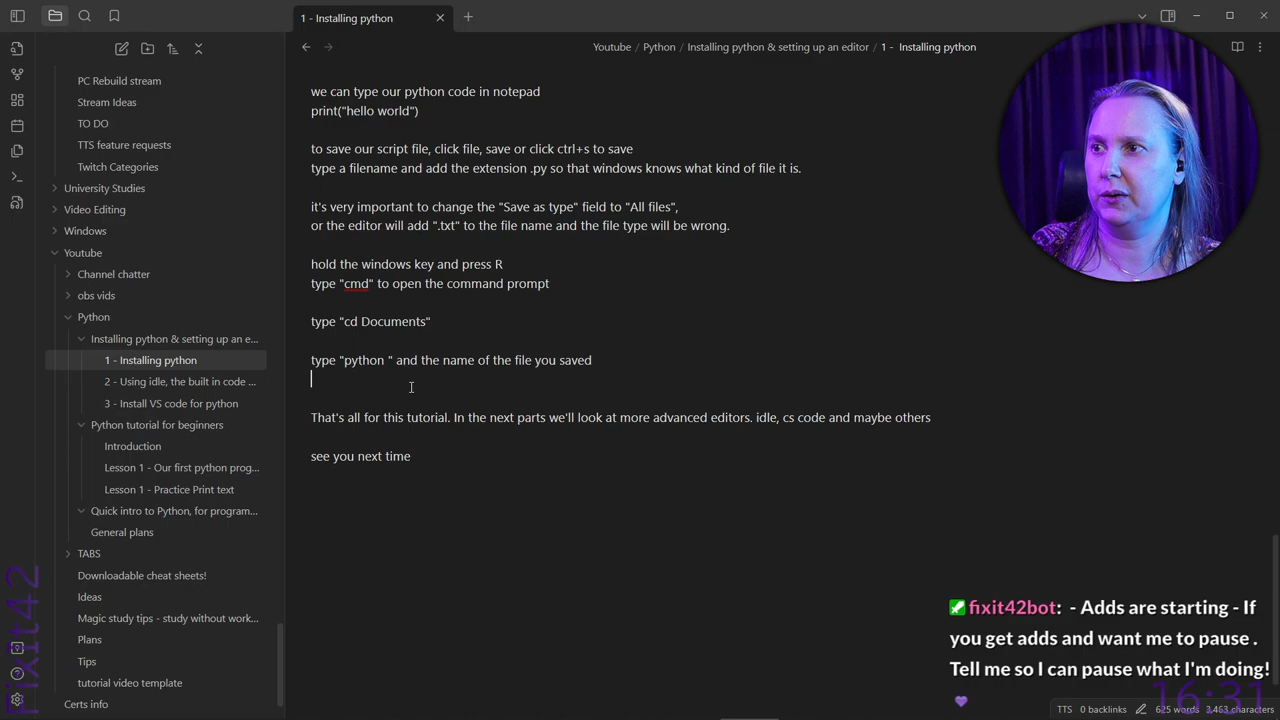 1 - Installing python
Youtube / Python / Installing python & setting up an editor / 1 - Installing python
PC Rebuild stream
Stream Ideas
TO DO
TTS feature requests
Twitch Categories
University Studies
Video Editing
Windows
Youtube
Channel chatter
obs vids
Python
Installing python & setting up an e...
1 - Installing python
2 - Using idle, the built in code ...
3 - Install VS code for python
Python tutorial for beginners
Introduction
Lesson 1 - Our first python prog...
Lesson 1 - Practice Print text
Quick intro to Python, for program...
General plans
TABS
Downloadable cheat sheets!
Ideas
Magic study tips - study without work...
Plans
Tips
tutorial video template
Certs info
Fixit42
we can type our python code in notepad
print("hello world")
to save our script file, click file, save or click ctrl+s to save
type a filename and add the extension .py so that windows knows what kind of file it is.
it's very important to change the "Save as type" field to "All files",
or the editor will add ".txt" to the file name and the file type will be wrong.
hold the windows key and press R
type "cmd" to open the command prompt
type "cd Documents"
type "python " and the name of the file you saved
That's all for this tutorial. In the next parts we'll look at more advanced editors. idle, cs code and maybe others
see you next time
fixit42bot: - Adds are starting - If
you get adds and want me to pause .
Tell me so I can pause what I'm doing!
16:31
TTS 0 backlinks 625 words 3,463 characters